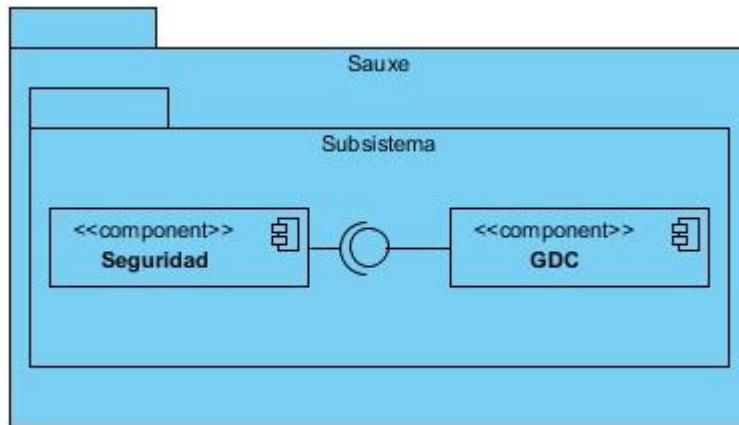 Sauxe
Subsistema
<<component>>
Seguridad
<<component>>
GDC